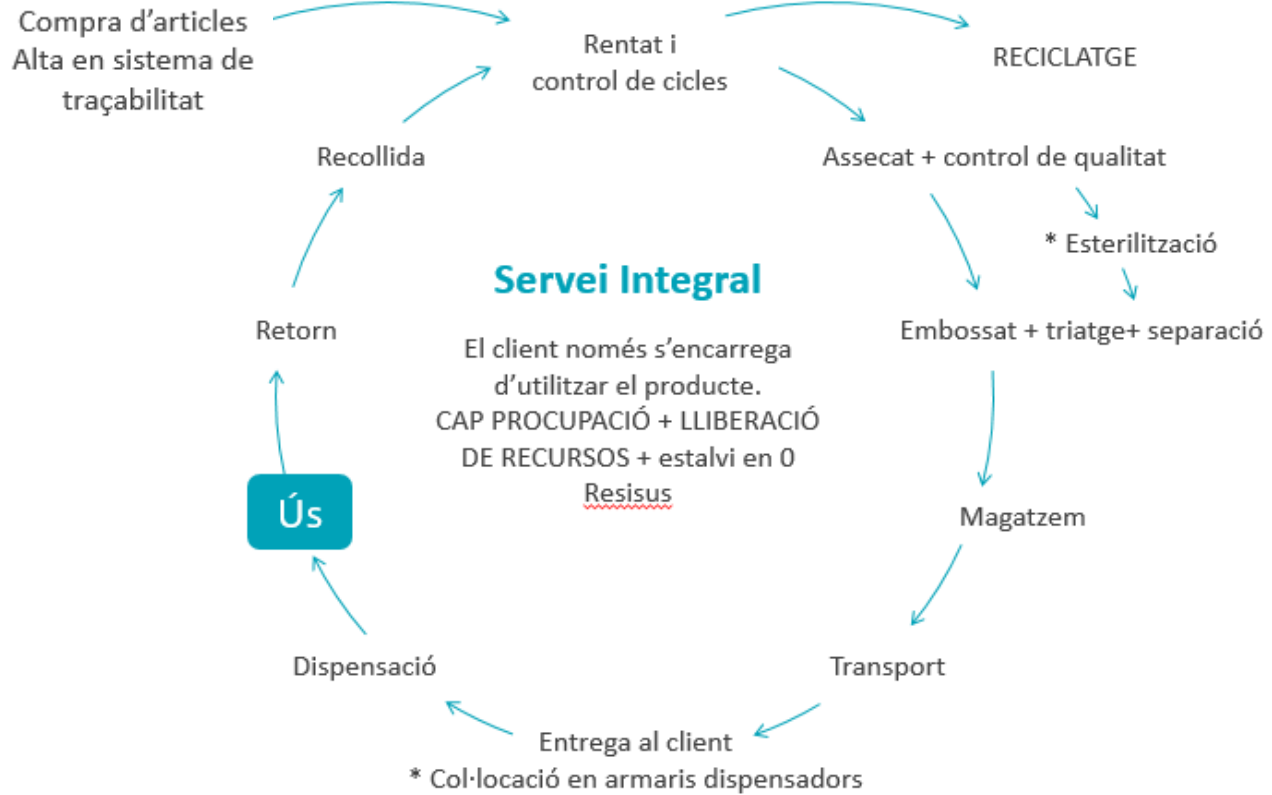 Compra d’articles
Alta en sistema de
traçabilitat
Rentat i
control de cicles
RECICLATGE
Recollida
Assecat + control de qualitat
* Esterilització
Servei Integral
Retorn
Embossat + triatge+ separació
El client només s’encarrega
d’utilitzar el producte.
CAP PROCUPACIÓ + LLIBERACIÓ
DE RECURSOS + estalvi en 0
Resisus
Ús
Magatzem
Dispensació
Transport
Entrega al client
* Col·locació en armaris dispensadors